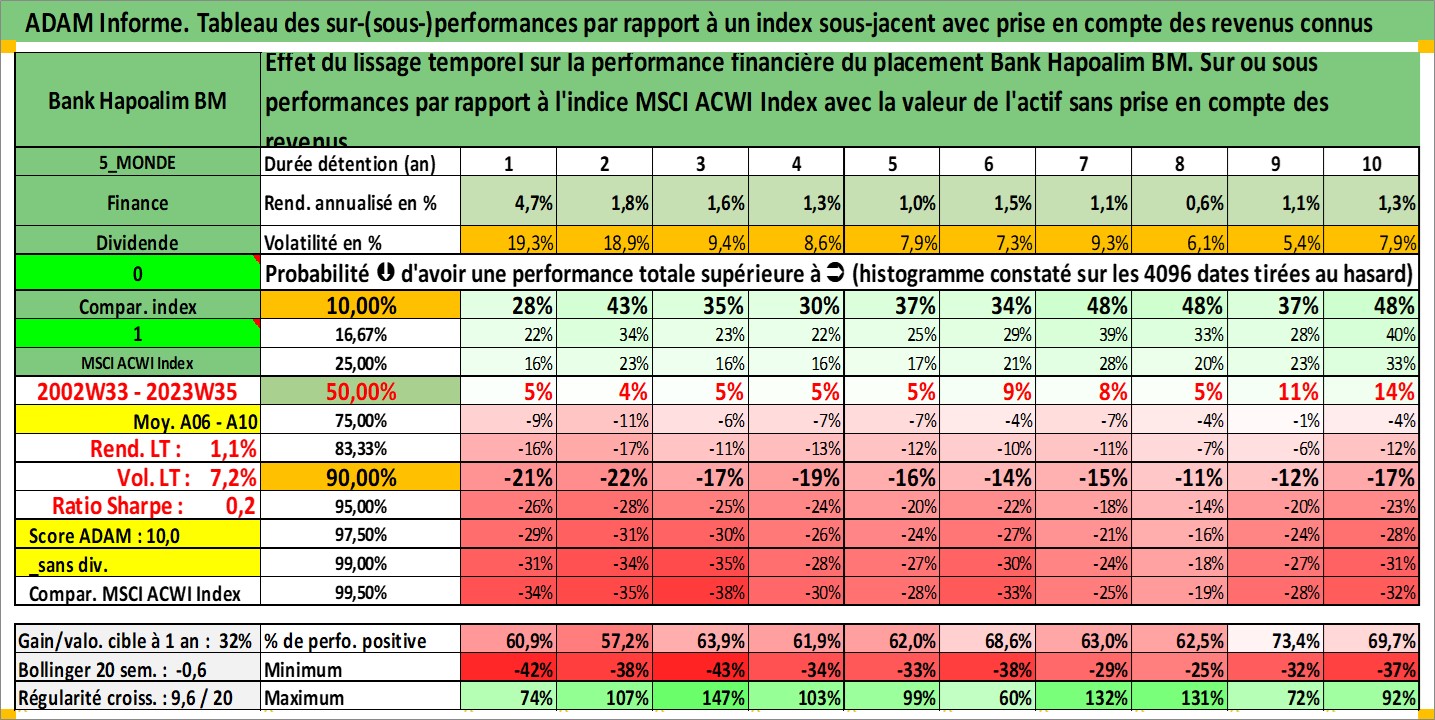 ADAM Informe. Tableau des sur-(sous-)performances par rapport à un index sous-jacent avec prise en compte des revenus connus
Bank Hapoalim BM
Effet du lissage temporel sur la performance financière du placement Bank Hapoalim BM. Sur ou sous
performances par rapport à l'indice MSCI ACWI Index avec la valeur de l'actif sans prise en compte des
revenus
5_MONDE Durée détention (an) 1 2 3 4 5 6 7 8 9 10
Finance Rend. annualisé en % 4,7% 1,8% 1,6% 1,3% 1,0% 1,5% 1,1% 0,6% 1,1% 1,3%
Dividende Volatilité en % 19,3% 18,9% 9,4% 8,6% 7,9% 7,3% 9,3% 6,1% 5,4% 7,9%
0 Probabilité d'avoir une performance totale supérieure à (histogramme constaté sur les 4096 dates tirées au hasard)
Compar. index 10,00% 28% 43% 35% 30% 37% 34% 48% 48% 37% 48%
1 16,67% 22% 34% 23% 22% 25% 29% 39% 33% 28% 40%
MSCI ACWI Index 25,00% 16% 23% 16% 16% 17% 21% 28% 20% 23% 33%
2002W33 - 2023W35 50,00% 5% 4% 5% 5% 5% 9% 8% 5% 11% 14%
Moy. A06 - A10 75,00% -9% -11% -6% -7% -7% -4% -7% -4% -1% -4%
Rend. LT : 1,1% 83,33% -16% -17% -11% -13% -12% -10% -11% -7% -6% -12%
Vol. LT : 7,2% 90,00% -21% -22% -17% -19% -16% -14% -15% -11% -12% -17%
Ratio Sharpe : 0,2 95,00% -26% -28% -25% -24% -20% -22% -18% -14% -20% -23%
Score ADAM : 10,0 97,50% -29% -31% -30% -26% -24% -27% -21% -16% -24% -28%
_sans div. 99,00% -31% -34% -35% -28% -27% -30% -24% -18% -27% -31%
Compar. MSCI ACWI Index 99,50% -34% -35% -38% -30% -28% -33% -25% -19% -28% -32%
Gain/valo. cible à 1 an : 32% % de perfo. positive 60,9% 57,2% 63,9% 61,9% 62,0% 68,6% 63,0% 62,5% 73,4% 69,7%
Bollinger 20 sem. : -0,6 Minimum -42% -38% -43% -34% -33% -38% -29% -25% -32% -37%
Régularité croiss. : 9,6 / 20 Maximum 74% 107% 147% 103% 99% 60% 132% 131% 72% 92%